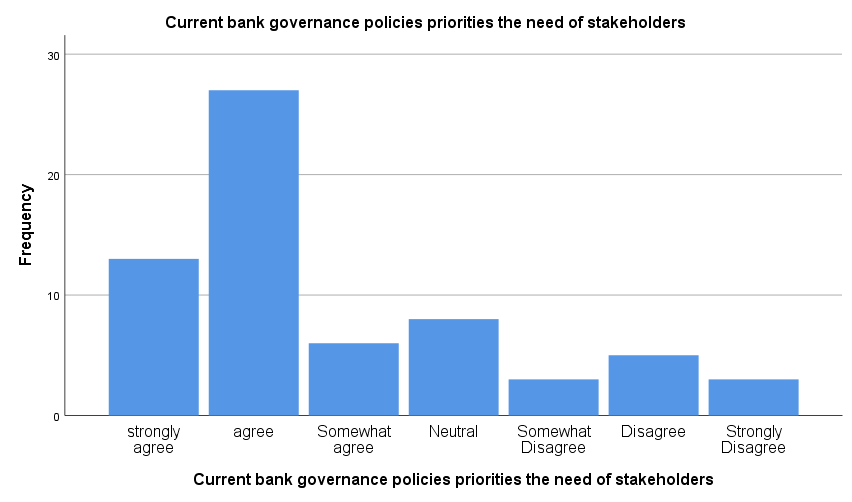 Current bank governance policies priorities the need of stakeholders
30
20
10
0
Frequency
strongly
agree
agree
Somewhat
agree
Neutral
Somewhat
Disagree
Disagree
Strongly
Disagree
Current bank governance policies priorities the need of stakeholders